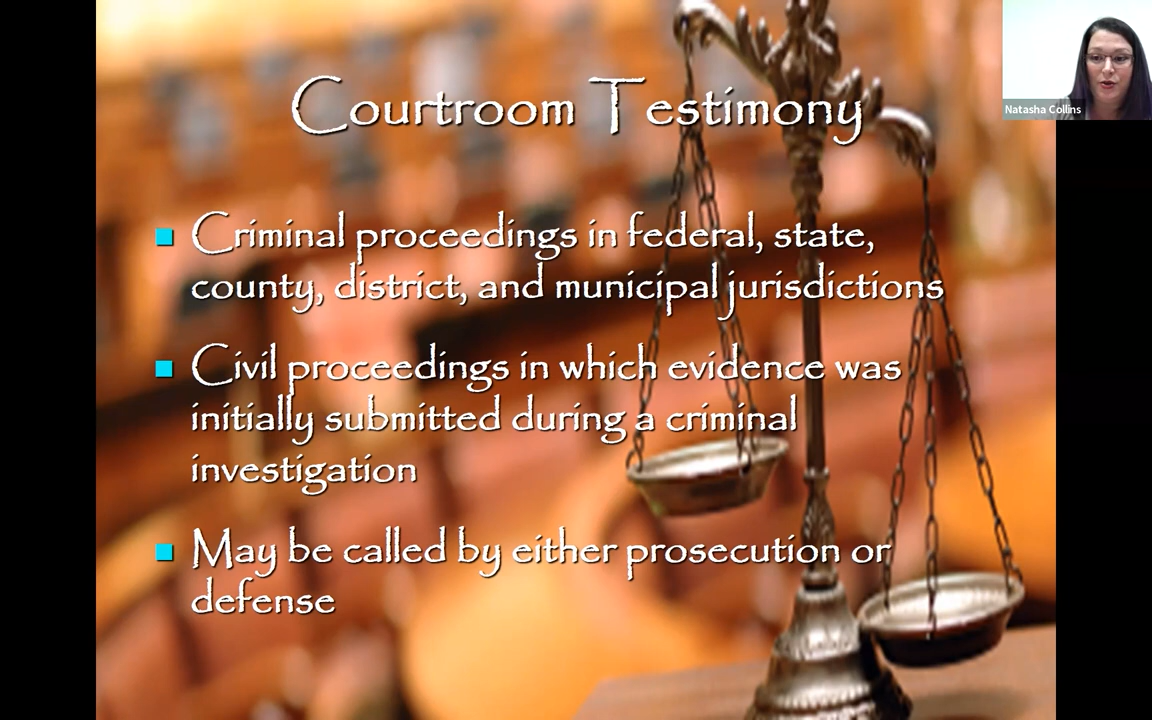 Courtroom Testimony
Natasha Collins
Criminal proceedings in federal, state,
county, district, and municipal jurisdictions
Civil proceedings in which evidence was
initially submitted during a criminal
investigation
May be called by either prosecution or
defense